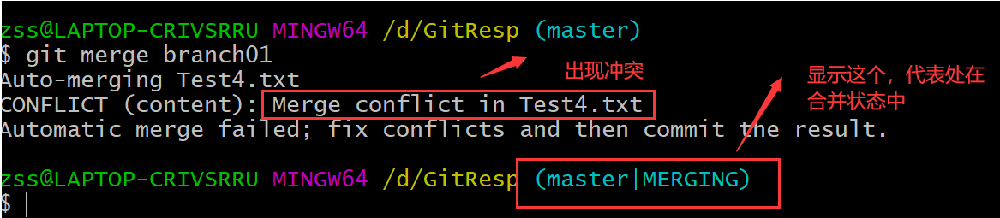 zss@LAPTOP-CRIVSRRU MINGW64 /d/GitResp (master)
$ git merge branch01
Auto-merging Test4.txt
出现冲突
显示这个，代表处在
合并状态中
CONFLICT (content): Merge conflict in Test4.txt
Automatic merge failed; fix conflicts and then commit the result.
zss@LAPTOP-CRIVSRRU MINGW64 /d/GitResp (master|MERGING)
$